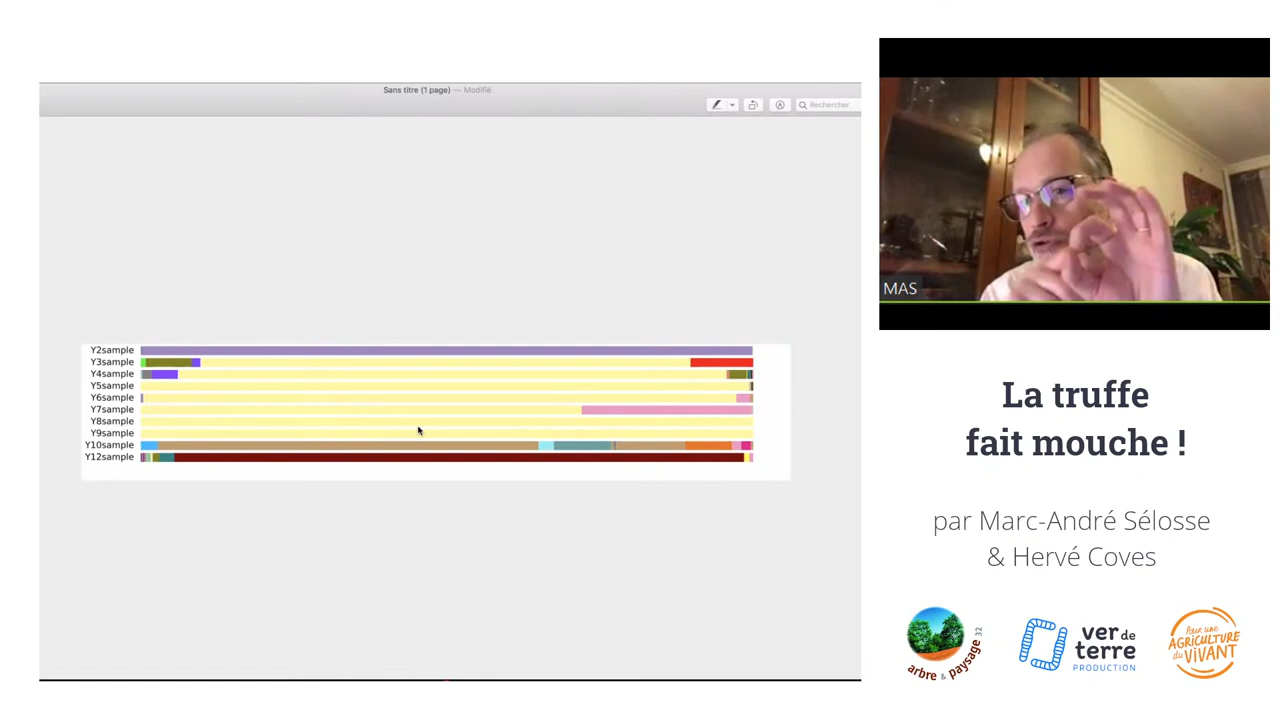 Sans titre (1 page) — Modifié
Rechercher
Y2sample
Y3sample
Y4sample
Y5sample
Y6sample
Y7sample
Y8sample
Y9sample
Y10sample
Y12sample
MAS
La truffe
fait mouche !
par Marc-André Sélosse
& Hervé Coves
arbre & paysage 32
ver de
terre
PRODUCTION
Pour une
AGRICULTURE
du ViVANT